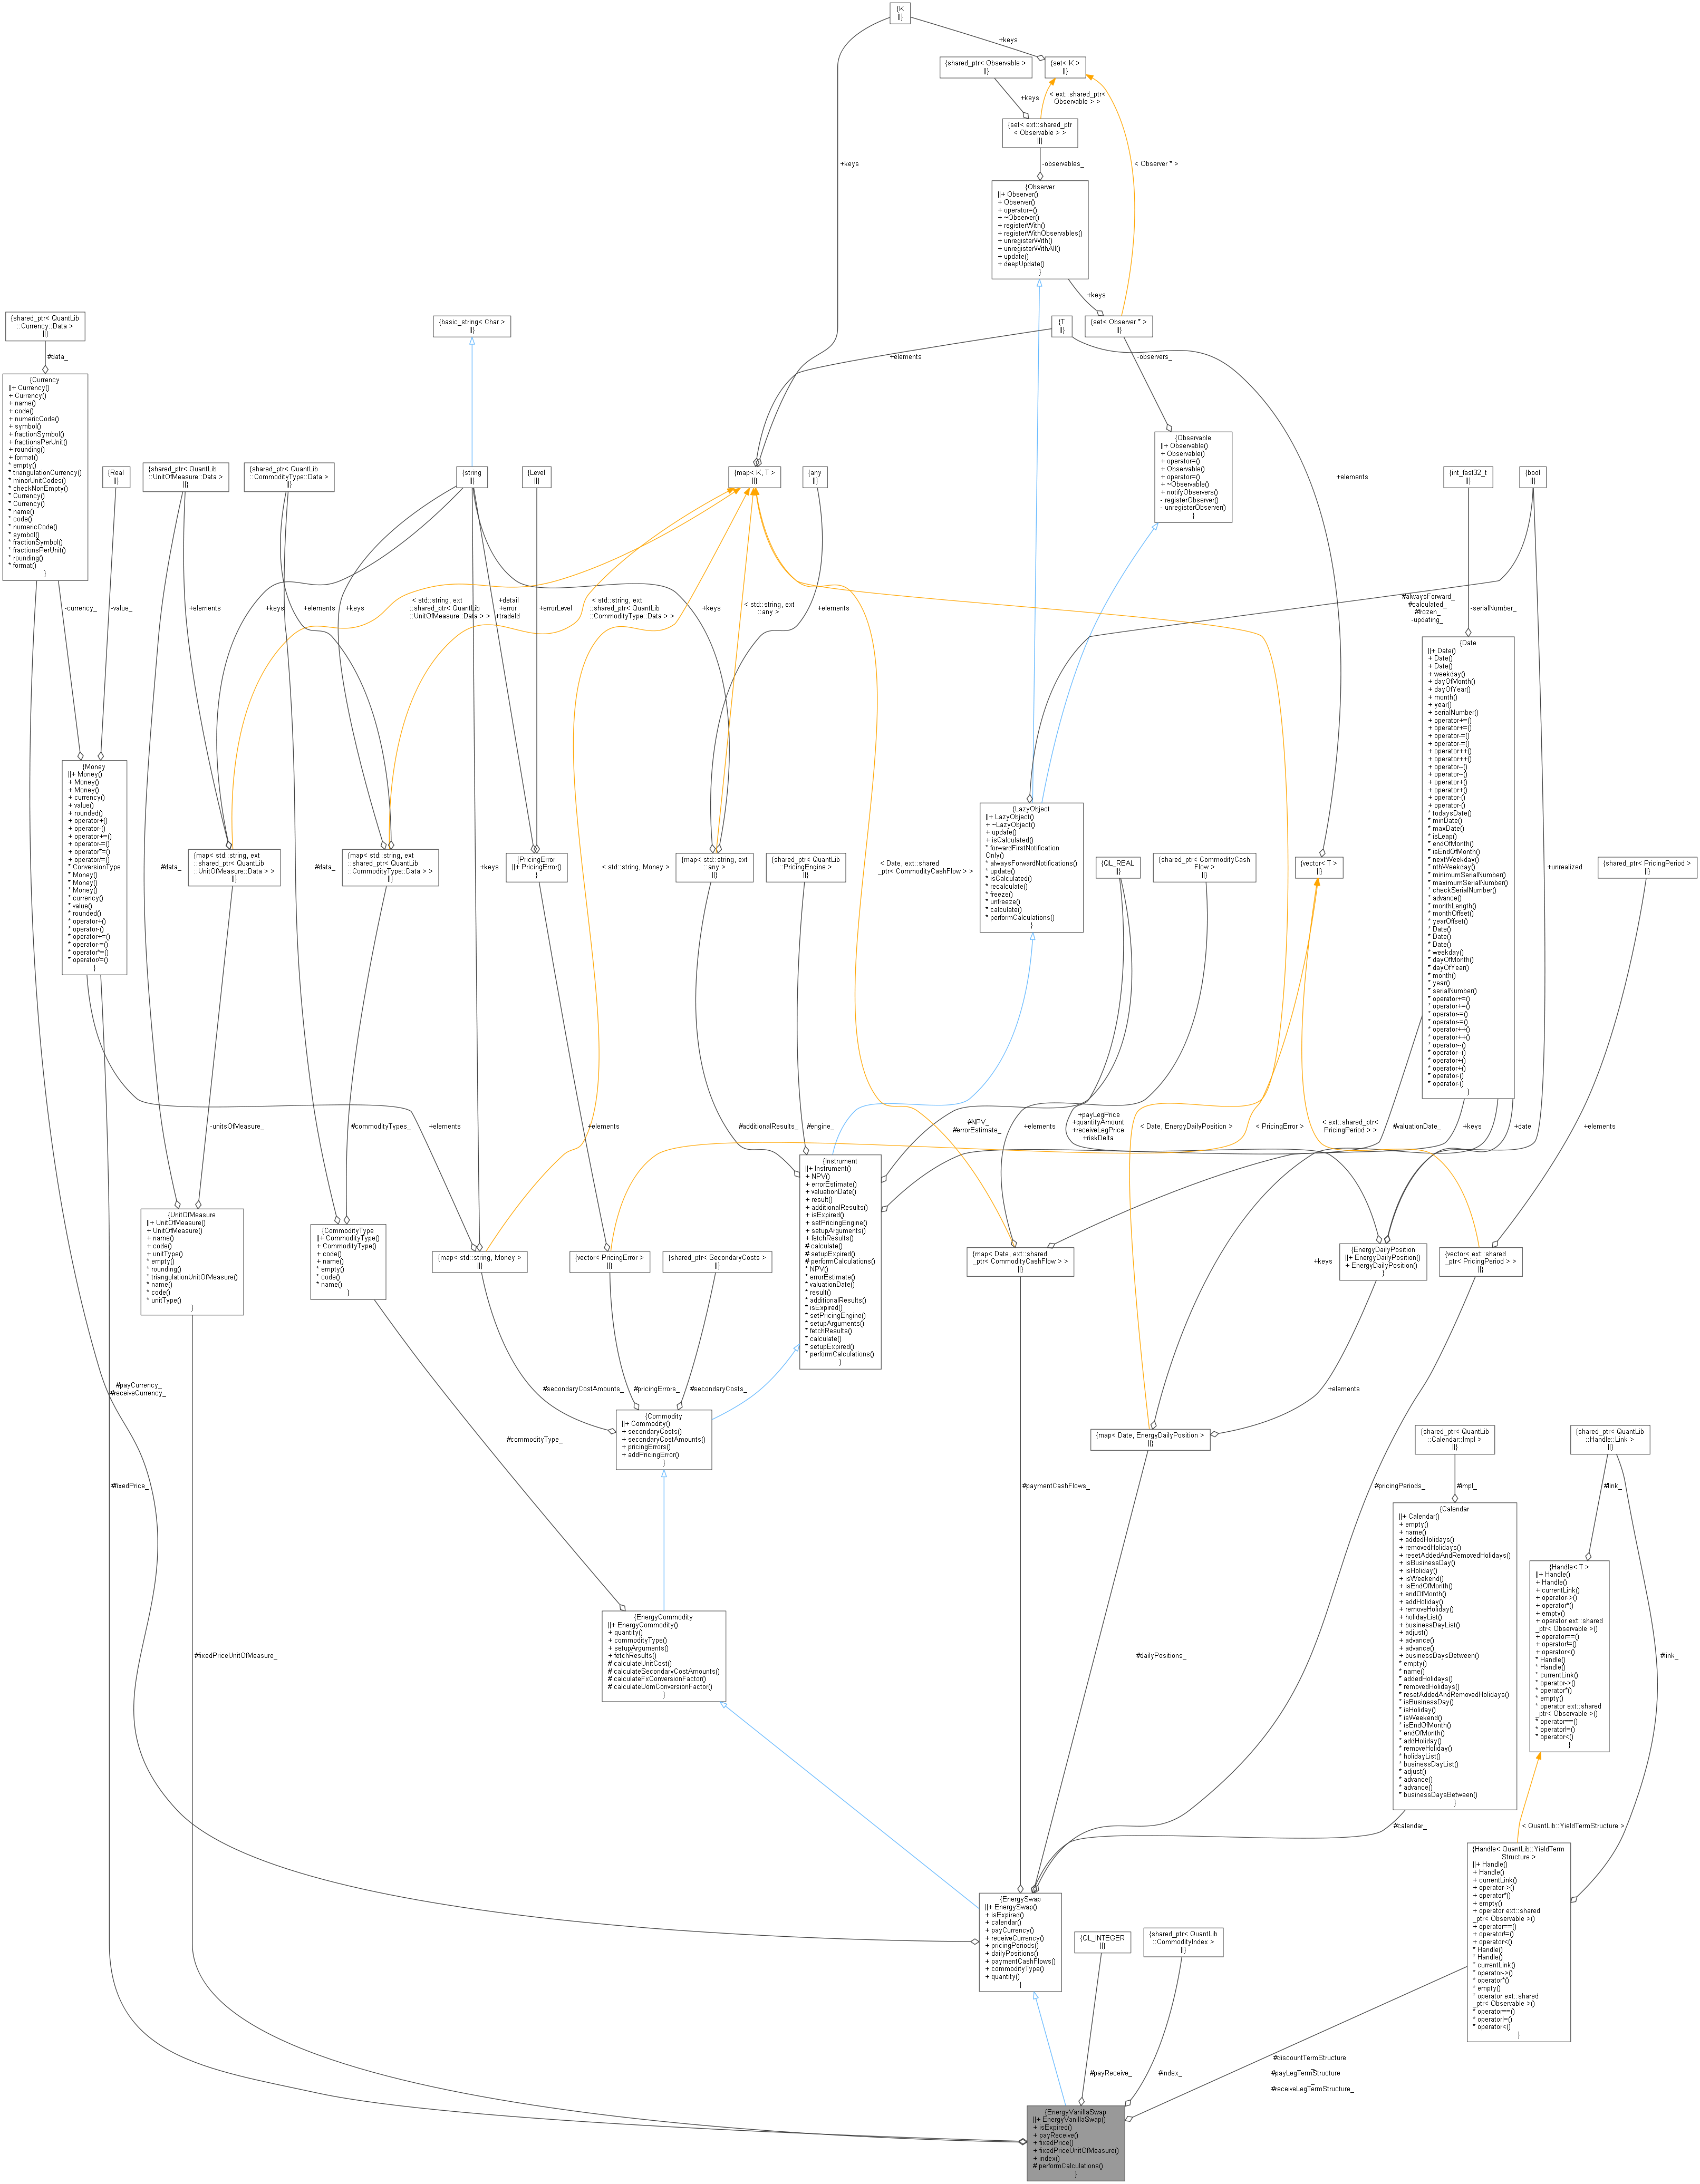 {K
||}
+keys
{shared_ptr< Observable >
||}
{set< K >
||}
+keys
< ext::shared_ptr<
Observable > >
{set< ext::shared_ptr
< Observable > >
||}
+keys
-observables_
< Observer * >
{Observer
||+ Observer()
+ Observer()
+ operator=()
+ ~Observer()
+ registerWith()
+ registerWithObservables()
+ unregisterWith()
+ unregisterWithAll()
+ update()
+ deepUpdate()
}
+keys
{shared_ptr< QuantLib
::Currency::Data >
||}
{basic_string< Char >
||}
{T
||}
{set< Observer * >
||}
#data_
+elements
-observers_
{Currency
||+ Currency()
+ Currency()
+ name()
+ code()
+ numericCode()
+ symbol()
+ fractionSymbol()
+ fractionsPerUnit()
+ rounding()
+ format()
* empty()
* triangulationCurrency()
* minorUnitCodes()
* checkNonEmpty()
* Currency()
* Currency()
* name()
* code()
* numericCode()
* symbol()
* fractionSymbol()
* fractionsPerUnit()
* rounding()
* format()
}
{Real
||}
{shared_ptr< QuantLib
::UnitOfMeasure::Data >
||}
{shared_ptr< QuantLib
::CommodityType::Data >
||}
{string
||}
{Level
||}
{map< K, T >
||}
{any
||}
{Observable
||+ Observable()
+ Observable()
+ operator=()
+ Observable()
+ operator=()
+ ~Observable()
+ notifyObservers()
- registerObserver()
- unregisterObserver()
}
+elements
{int_fast32_t
||}
{bool
||}
-currency_
-value_
+elements
+keys
+elements
+keys
< std::string, ext
::shared_ptr< QuantLib
::UnitOfMeasure::Data > >
+detail
+error
+tradeId
+errorLevel
< std::string, ext
::shared_ptr< QuantLib
::CommodityType::Data > >
+keys
< std::string, ext
::any >
+elements
#alwaysForward_
#calculated_
#frozen_
-updating_
-serialNumber_
{Date
||+ Date()
+ Date()
+ Date()
+ weekday()
+ dayOfMonth()
+ dayOfYear()
+ month()
+ year()
+ serialNumber()
+ operator+=()
+ operator+=()
+ operator-=()
+ operator-=()
+ operator++()
+ operator++()
+ operator--()
+ operator--()
+ operator+()
+ operator+()
+ operator-()
+ operator-()
* todaysDate()
* minDate()
* maxDate()
* isLeap()
* endOfMonth()
* isEndOfMonth()
* nextWeekday()
* nthWeekday()
* minimumSerialNumber()
* maximumSerialNumber()
* checkSerialNumber()
* advance()
* monthLength()
* monthOffset()
* yearOffset()
* Date()
* Date()
* Date()
* weekday()
* dayOfMonth()
* dayOfYear()
* month()
* year()
* serialNumber()
* operator+=()
* operator+=()
* operator-=()
* operator-=()
* operator++()
* operator++()
* operator--()
* operator--()
* operator+()
* operator+()
* operator-()
* operator-()
}
{Money
||+ Money()
+ Money()
+ Money()
+ currency()
+ value()
+ rounded()
+ operator+()
+ operator-()
+ operator+=()
+ operator-=()
+ operator*=()
+ operator/=()
* ConversionType
* Money()
* Money()
* Money()
* currency()
* value()
* rounded()
* operator+()
* operator-()
* operator+=()
* operator-=()
* operator*=()
* operator/=()
}
#data_
{map< std::string, ext
::shared_ptr< QuantLib
::UnitOfMeasure::Data > >
||}
#data_
{map< std::string, ext
::shared_ptr< QuantLib
::CommodityType::Data > >
||}
+keys
{PricingError
||+ PricingError()
}
< std::string, Money >
{map< std::string, ext
::any >
||}
{shared_ptr< QuantLib
::PricingEngine >
||}
< Date, ext::shared
_ptr< CommodityCashFlow > >
{LazyObject
||+ LazyObject()
+ ~LazyObject()
+ update()
+ isCalculated()
* forwardFirstNotification
Only()
* alwaysForwardNotifications()
* update()
* isCalculated()
* recalculate()
* freeze()
* unfreeze()
* calculate()
* performCalculations()
}
{QL_REAL
||}
{shared_ptr< CommodityCash
Flow >
||}
{vector< T >
||}
+unrealized
{shared_ptr< PricingPeriod >
||}
-unitsOfMeasure_
#commodityTypes_
+elements
+elements
#additionalResults_
#engine_
#NPV_
#errorEstimate_
+elements
+payLegPrice
+quantityAmount
+receiveLegPrice
+riskDelta
< Date, EnergyDailyPosition >
< PricingError >
< ext::shared_ptr<
PricingPeriod > >
#valuationDate_
+keys
+date
+elements
{UnitOfMeasure
||+ UnitOfMeasure()
+ UnitOfMeasure()
+ name()
+ code()
+ unitType()
* empty()
* rounding()
* triangulationUnitOfMeasure()
* name()
* code()
* unitType()
}
{CommodityType
||+ CommodityType()
+ CommodityType()
+ code()
+ name()
* empty()
* code()
* name()
}
{map< std::string, Money >
||}
{vector< PricingError >
||}
{shared_ptr< SecondaryCosts >
||}
{Instrument
||+ Instrument()
+ NPV()
+ errorEstimate()
+ valuationDate()
+ result()
+ additionalResults()
+ isExpired()
+ setPricingEngine()
+ setupArguments()
+ fetchResults()
# calculate()
# setupExpired()
# performCalculations()
* NPV()
* errorEstimate()
* valuationDate()
* result()
* additionalResults()
* isExpired()
* setPricingEngine()
* setupArguments()
* fetchResults()
* calculate()
* setupExpired()
* performCalculations()
}
{map< Date, ext::shared
_ptr< CommodityCashFlow > >
||}
+keys
{EnergyDailyPosition
||+ EnergyDailyPosition()
+ EnergyDailyPosition()
}
{vector< ext::shared
_ptr< PricingPeriod > >
||}
#payCurrency_
#receiveCurrency_
#secondaryCostAmounts_
#pricingErrors_
#secondaryCosts_
+elements
{Commodity
||+ Commodity()
+ secondaryCosts()
+ secondaryCostAmounts()
+ pricingErrors()
+ addPricingError()
}
#commodityType_
{map< Date, EnergyDailyPosition >
||}
{shared_ptr< QuantLib
::Calendar::Impl >
||}
{shared_ptr< QuantLib
::Handle::Link >
||}
#fixedPrice_
#paymentCashFlows_
#pricingPeriods_
#impl_
#link_
{Calendar
||+ Calendar()
+ empty()
+ name()
+ addedHolidays()
+ removedHolidays()
+ resetAddedAndRemovedHolidays()
+ isBusinessDay()
+ isHoliday()
+ isWeekend()
+ isEndOfMonth()
+ endOfMonth()
+ addHoliday()
+ removeHoliday()
+ holidayList()
+ businessDayList()
+ adjust()
+ advance()
+ advance()
+ businessDaysBetween()
* empty()
* name()
* addedHolidays()
* removedHolidays()
* resetAddedAndRemovedHolidays()
* isBusinessDay()
* isHoliday()
* isWeekend()
* isEndOfMonth()
* endOfMonth()
* addHoliday()
* removeHoliday()
* holidayList()
* businessDayList()
* adjust()
* advance()
* advance()
* businessDaysBetween()
}
{Handle< T >
||+ Handle()
+ Handle()
+ currentLink()
+ operator->()
+ operator*()
+ empty()
+ operator ext::shared
_ptr< Observable >()
+ operator==()
+ operator!=()
+ operator<()
* Handle()
* Handle()
* currentLink()
* operator->()
* operator*()
* empty()
* operator ext::shared
_ptr< Observable >()
* operator==()
* operator!=()
* operator<()
}
{EnergyCommodity
||+ EnergyCommodity()
+ quantity()
+ commodityType()
+ setupArguments()
+ fetchResults()
# calculateUnitCost()
# calculateSecondaryCostAmounts()
# calculateFxConversionFactor()
# calculateUomConversionFactor()
}
#fixedPriceUnitOfMeasure_
#dailyPositions_
#link_
#calendar_
< QuantLib::YieldTermStructure >
{Handle< QuantLib::YieldTerm
Structure >
||+ Handle()
+ Handle()
+ currentLink()
+ operator->()
+ operator*()
+ empty()
+ operator ext::shared
_ptr< Observable >()
+ operator==()
+ operator!=()
+ operator<()
* Handle()
* Handle()
* currentLink()
* operator->()
* operator*()
* empty()
* operator ext::shared
_ptr< Observable >()
* operator==()
* operator!=()
* operator<()
}
{EnergySwap
||+ EnergySwap()
+ isExpired()
+ calendar()
+ payCurrency()
+ receiveCurrency()
+ pricingPeriods()
+ dailyPositions()
+ paymentCashFlows()
+ commodityType()
+ quantity()
}
{QL_INTEGER
||}
{shared_ptr< QuantLib
::CommodityIndex >
||}
#payReceive_
#index_
#discountTermStructure
_
#payLegTermStructure
_
#receiveLegTermStructure_
{EnergyVanillaSwap
||+ EnergyVanillaSwap()
+ isExpired()
+ payReceive()
+ fixedPrice()
+ fixedPriceUnitOfMeasure()
+ index()
# performCalculations()
}